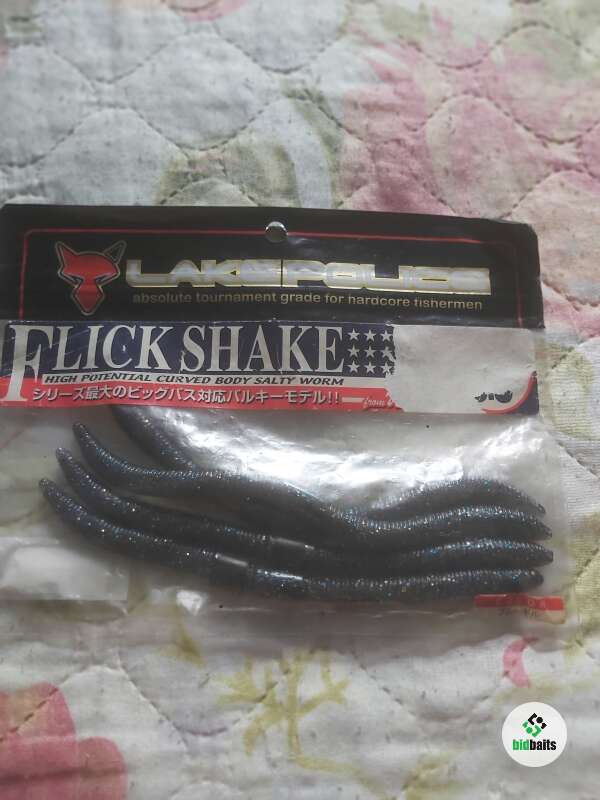 LAKEPOLICE
absolute tournament grade for hardcore fishermen
FLICK SHAKE
HIGH POTENTIAL CURVED BODY SALTY WORM
シリーズ最大のビッグバス対応バルキーモデル!!
from
bidbaits